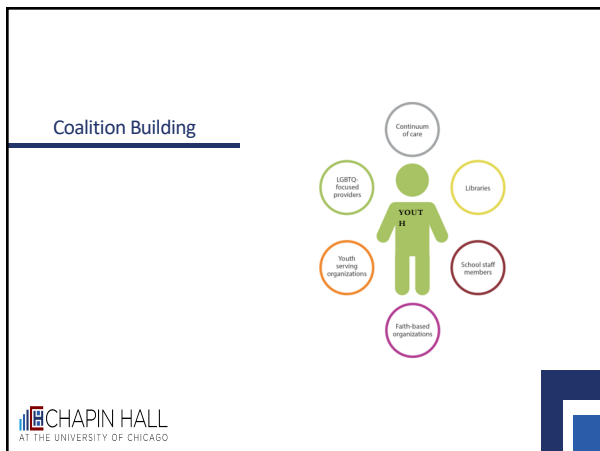 Coalition Building
Continuum
of care
LGBTQ-
focused
providers
Libraries
YOUT
H
Youth
serving
organizations
School staff
members
Faith-based
organizations
CHAPIN HALL
AT THE UNIVERSITY OF CHICAGO